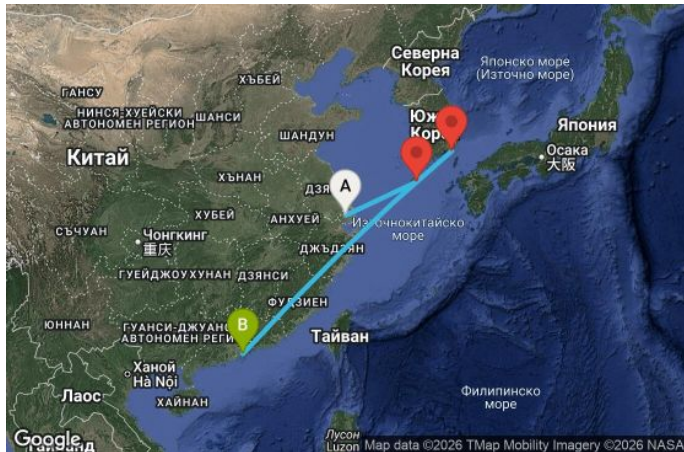 Северна
Корея
Японско море
(Източно море)
ХЪБЕЙ
ГАНСУ
НИНСЯ-ХУЕЙСКИ
АВТОНОМЕН РЕГИОН
ШАНСИ
ШАНДУН
Япония
Китай
Осака
大阪
ХЪНАН
A
АНХУЕЙ
ХУБЕЙ
СЪЧУАН
Чонгкинг
重庆
море
ГУЕЙДЖОУ
ХУНАН
ДЗЯНСИ
ДЖЪДЗЯН
ФУДЗИЕН
ЮННАН
АВТОНОМЕН
B
Тайван
Ханой
Hà Nội
Лаос
ХАЙНАН
Филипинско
море
Лусон
Luzon
Google
Map data ©2026 TMap Mobility Imagery ©2026 NASA